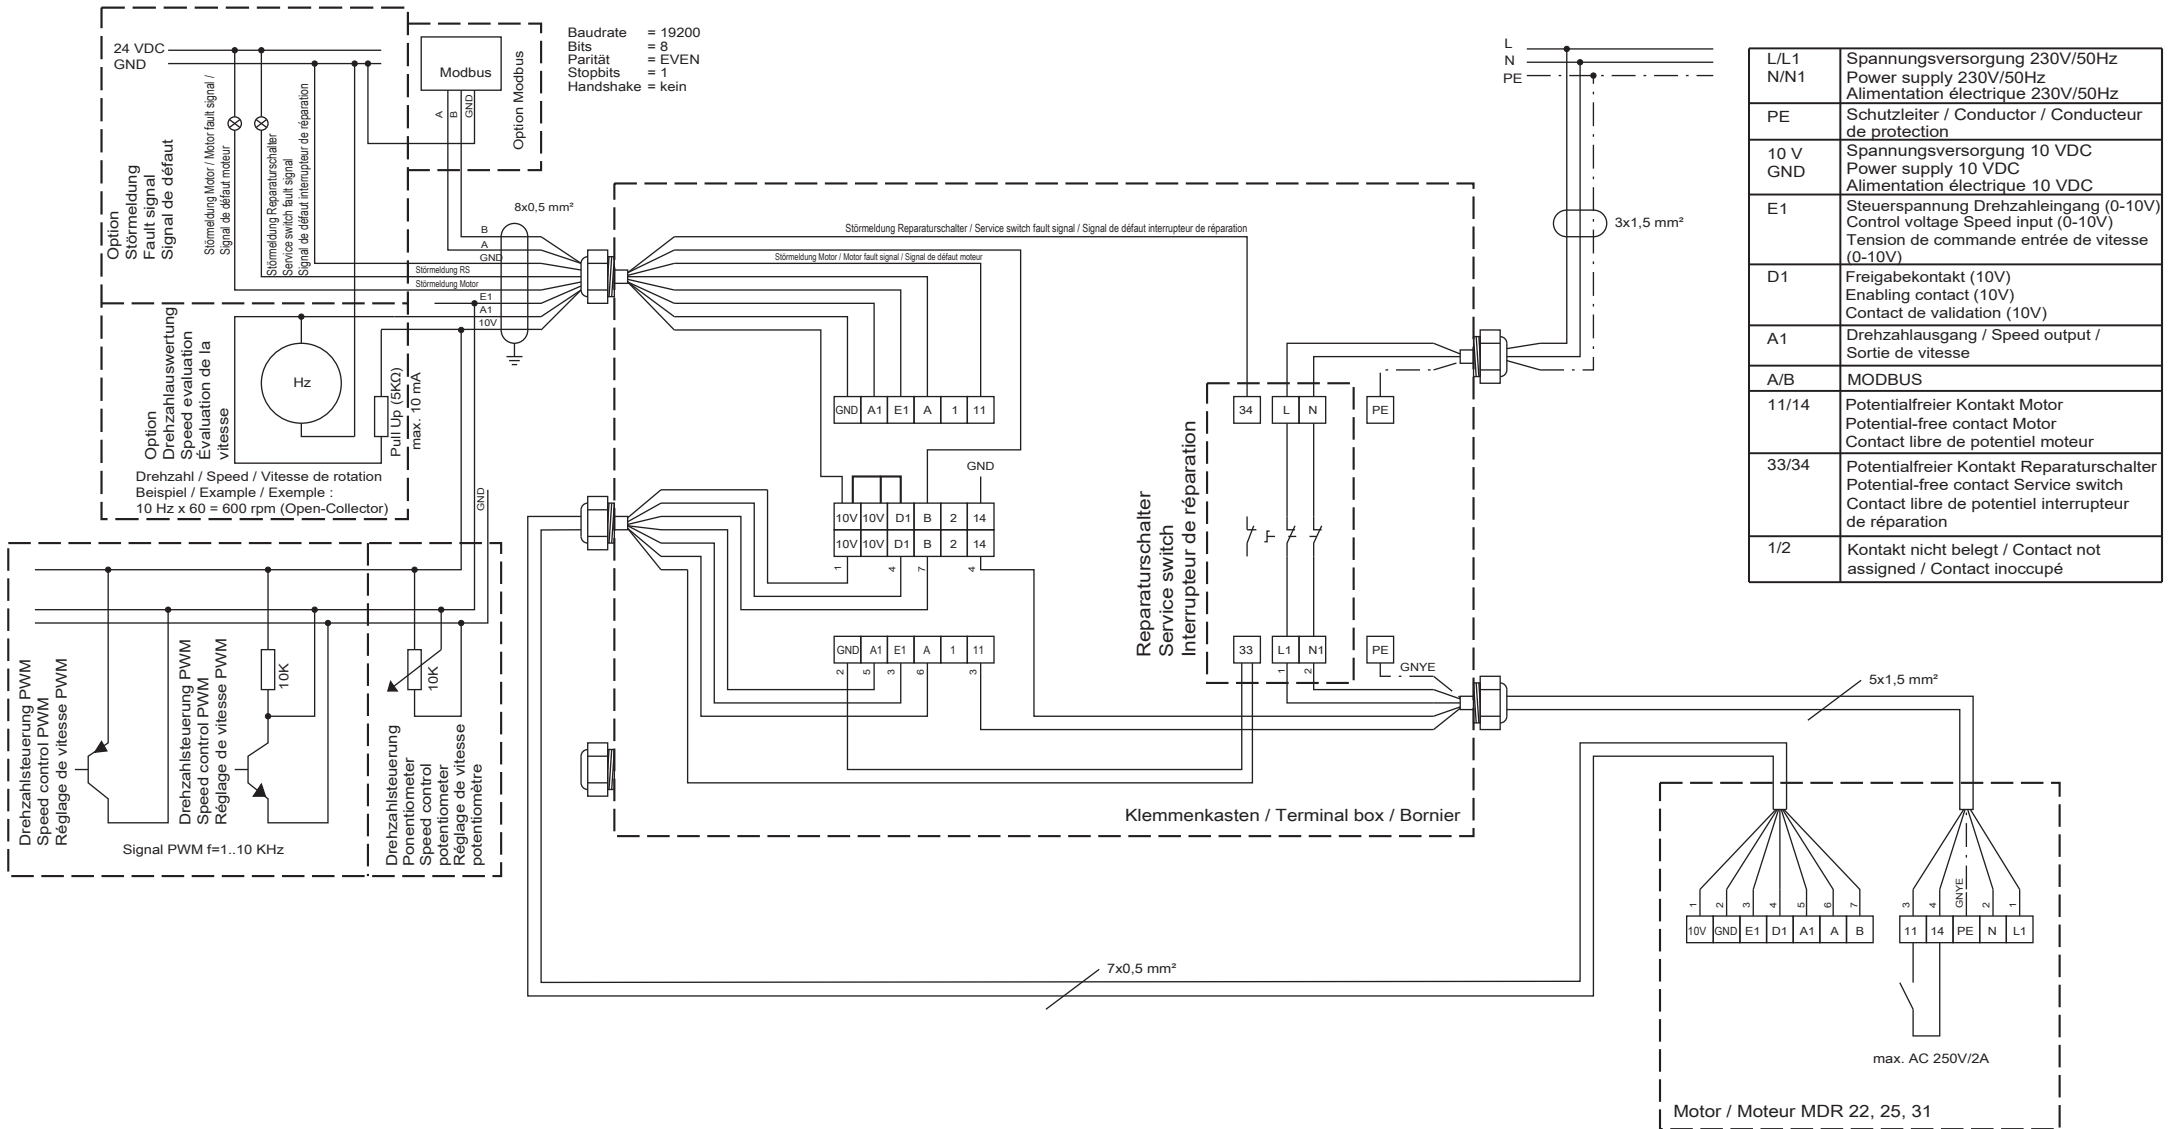 24 VDC
GND
Option
Störmeldung
Fault signal
Signal de défaut
Störmeldung Motor / Motor fault signal /
Signal de défaut moteur
Störmeldung Reparaturschalter
Service switch fault signal
Signal de défaut interrupteur de réparation
Modbus
A
B
GND
Option Modbus
Baudrate = 19200
Bits = 8
Parität = EVEN
Stopbits = 1
Handshake = kein
8x0,5 mm²
B
A
GND
Störmeldung RS
Störmeldung Motor
E1
A1
10V
Option
Drehzahlauswertung
Speed evaluation
Évaluation de la
vitesse
Hz
Pull Up (5KΩ)
max. 10 mA
Drehzahl / Speed / Vitesse de rotation
Beispiel / Example / Exemple :
10 Hz x 60 = 600 rpm (Open-Collector)
GND
Drehzahlsteuerung PWM
Speed control PWM
Réglage de vitesse PWM
Drehzahlsteuerung PWM
Speed control PWM
Réglage de vitesse PWM
10K
Signal PWM f=1..10 KHz
10K
Drehzahlsteuerung
Ponentiometer
Speed control
potentiometer
Réglage de vitesse
potentiomètre
Störmeldung Reparaturschalter / Service switch fault signal / Signal de défaut interrupteur de réparation
Störmeldung Motor / Motor fault signal / Signal de défaut moteur
GND A1 E1 A 1 11
GND
10V 10V D1 B 2 14
10V 10V D1 B 2 14
1 4 7 4
GND A1 E1 A 1 11
2 5 3 6 3
Reparaturschalter
Service switch
Interrupteur de réparation
34 L N PE
33 L1 N1 PE
1 2
GNYE
Klemmenkasten / Terminal box / Bornier
L
N
PE
3x1,5 mm²
5x1,5 mm²
7x0,5 mm²
1 2 3 4 5 6 7
10V GND E1 D1 A1 A B
3 4 GNYE 2 1
11 14 PE N L1
max. AC 250V/2A
Motor / Moteur MDR 22, 25, 31
L/L1 Spannungsversorgung 230V/50Hz
N/N1 Power supply 230V/50Hz
Alimentation électrique 230V/50Hz
PE Schutzleiter / Conductor / Conducteur
de protection
10 V Spannungsversorgung 10 VDC
GND Power supply 10 VDC
Alimentation électrique 10 VDC
E1 Steuerspannung Drehzahleingang (0-10V)
Control voltage Speed input (0-10V)
Tension de commande entrée de vitesse
(0-10V)
D1 Freigabekontakt (10V)
Enabling contact (10V)
Contact de validation (10V)
A1 Drehzahlausgang / Speed output /
Sortie de vitesse
A/B MODBUS
11/14 Potentialfreier Kontakt Motor
Potential-free contact Motor
Contact libre de potentiel moteur
33/34 Potentialfreier Kontakt Reparaturschalter
Potential-free contact Service switch
Contact libre de potentiel interrupteur
de réparation
1/2 Kontakt nicht belegt / Contact not
assigned / Contact inoccupé